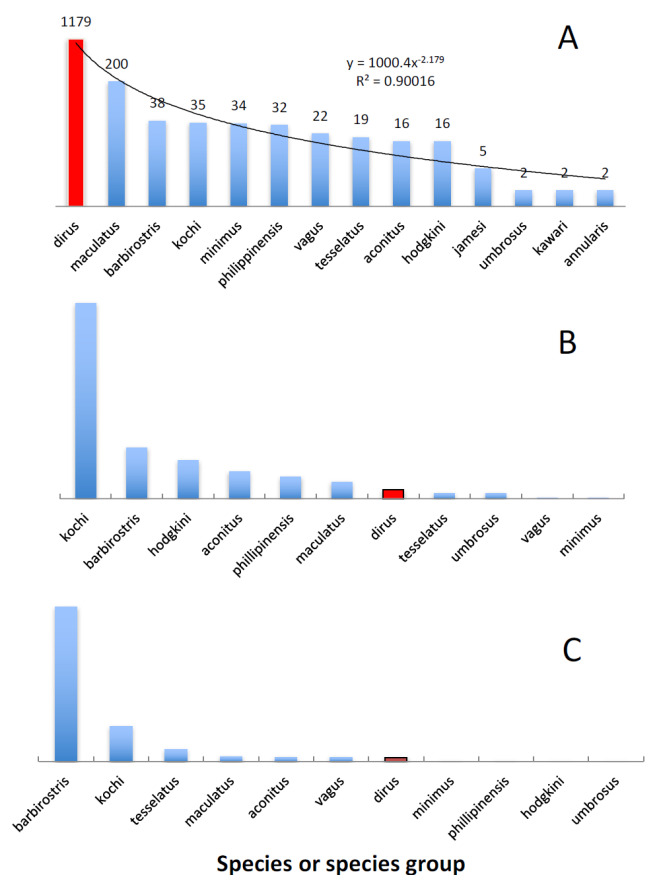 A
1179
200
38
35
34
32
22
19
16
16
5
2
2
2
y = 1000.4x^-2.179
R² = 0.90016
dirus
maculatus
barbirostris
kochi
minimus
philippinensis
vagus
tesselatus
aconitus
hodgkini
jamesi
umbrosus
kawari
annularis
B
kochi
barbirostris
hodgkini
aconitus
phillipinensis
maculatus
dirus
tesselatus
umbrosus
vagus
minimus
C
barbirostris
kochi
tesselatus
maculatus
aconitus
vagus
dirus
minimus
phillipinensis
hodgkini
umbrosus
Species or species group